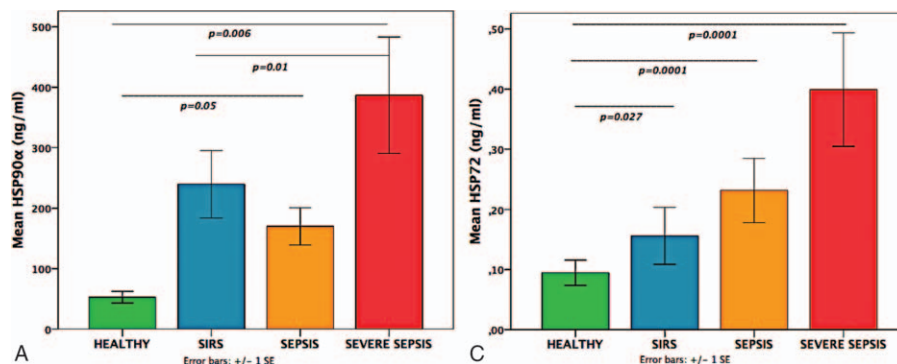 Mean HSP90α (ng/ml)
500
400
300
200
100
0
p=0.006
p=0.01
p=0.05
HEALTHY SIRS SEPSIS SEVERE SEPSIS
Error bars: +/- 1 SE
A
Mean HSP72 (ng/ml)
,50
,40
,30
,20
,10
,00
p=0.0001
p=0.0001
p=0.027
HEALTHY SIRS SEPSIS SEVERE SEPSIS
Error bars: +/- 1 SE
C